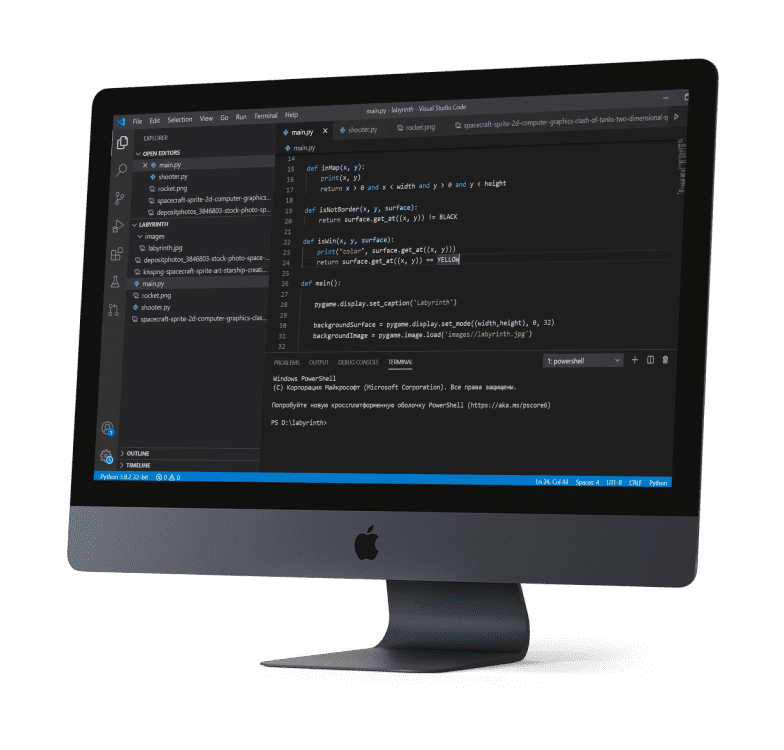 File Edit Selection View Go Run Terminal Help
main.py - labyrinth - Visual Studio Code
EXPLORER
OPEN EDITORS
main.py
shooter.py
rocket.png
spacecraft-sprite-2d-computer-graphics...
depositphotos_3846803-stock-photo-sp...
LABYRINTH
images
labyrinth.jpg
depositphotos_3846803-stock-photo-space-...
kisspng-spacecraft-sprite-art-starship-creati...
main.py
rocket.png
shooter.py
spacecraft-sprite-2d-computer-graphics-clas...
OUTLINE
TIMELINE
main.py shooter.py rocket.png spacecraft-sprite-2d-computer-graphics-clash-of-tanks-two-dimensional-sp
main.py
14
15 def inMap(x, y):
16 print(x, y)
17 return x > 0 and x < width and y > 0 and y < height
18
19 def isNotBorder(x, y, surface):
20 return surface.get_at((x, y)) != BLACK
21
22 def isWin(x, y, surface):
23 print("color", surface.get_at((x, y)))
24 return surface.get_at((x, y)) == YELLOW
25
26 def main():
27
28 pygame.display.set_caption('Labyrinth')
29
30 backgroundSurface = pygame.display.set_mode((width,height), 0, 32)
31 backgroundImage = pygame.image.load('images//labyrinth.jpg')
32
PROBLEMS OUTPUT DEBUG CONSOLE TERMINAL 1: powershell
Windows PowerShell
(C) Корпорация Майкрософт (Microsoft Corporation). Все права защищены.
Попробуйте новую кроссплатформенную оболочку PowerShell (https://aka.ms/pscore6)
PS D:\labyrinth>
Python 3.8.2 32-bit 0 0 Ln 24, Col 44 Spaces: 4 UTF-8 CRLF Python